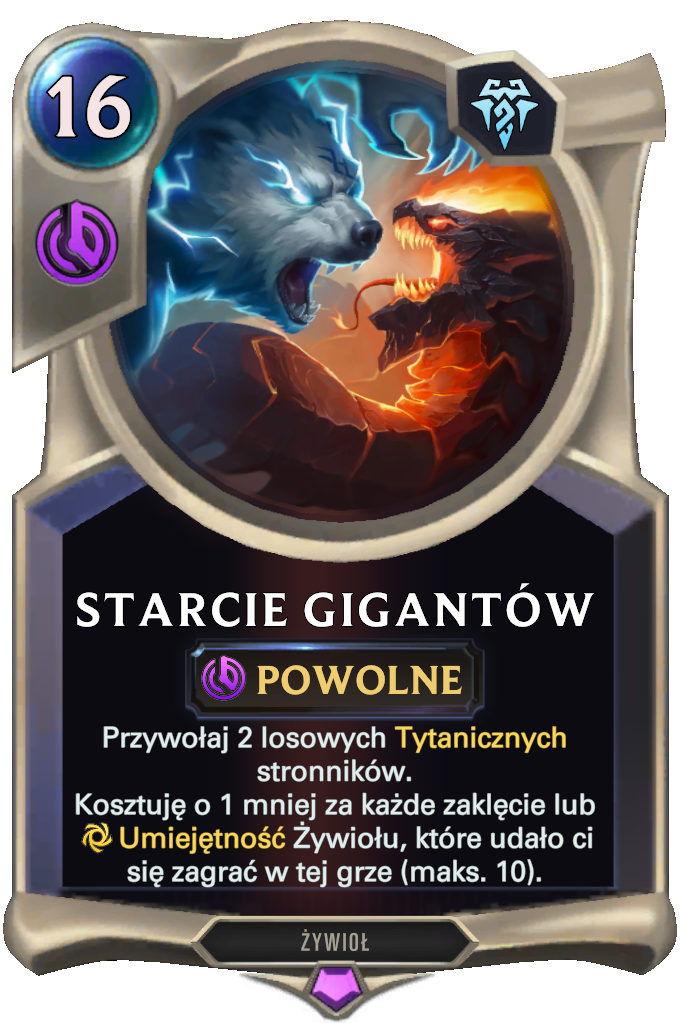 16
STARCIE GIGANTÓW
POWOLNE
Przywołaj 2 losowych Tytanicznych
stronników.
Kosztuję o 1 mniej za każde zaklęcie lub
Umiejętność Żywiołu, które udało ci
się zagrać w tej grze (maks. 10).
ŻYWIOŁ